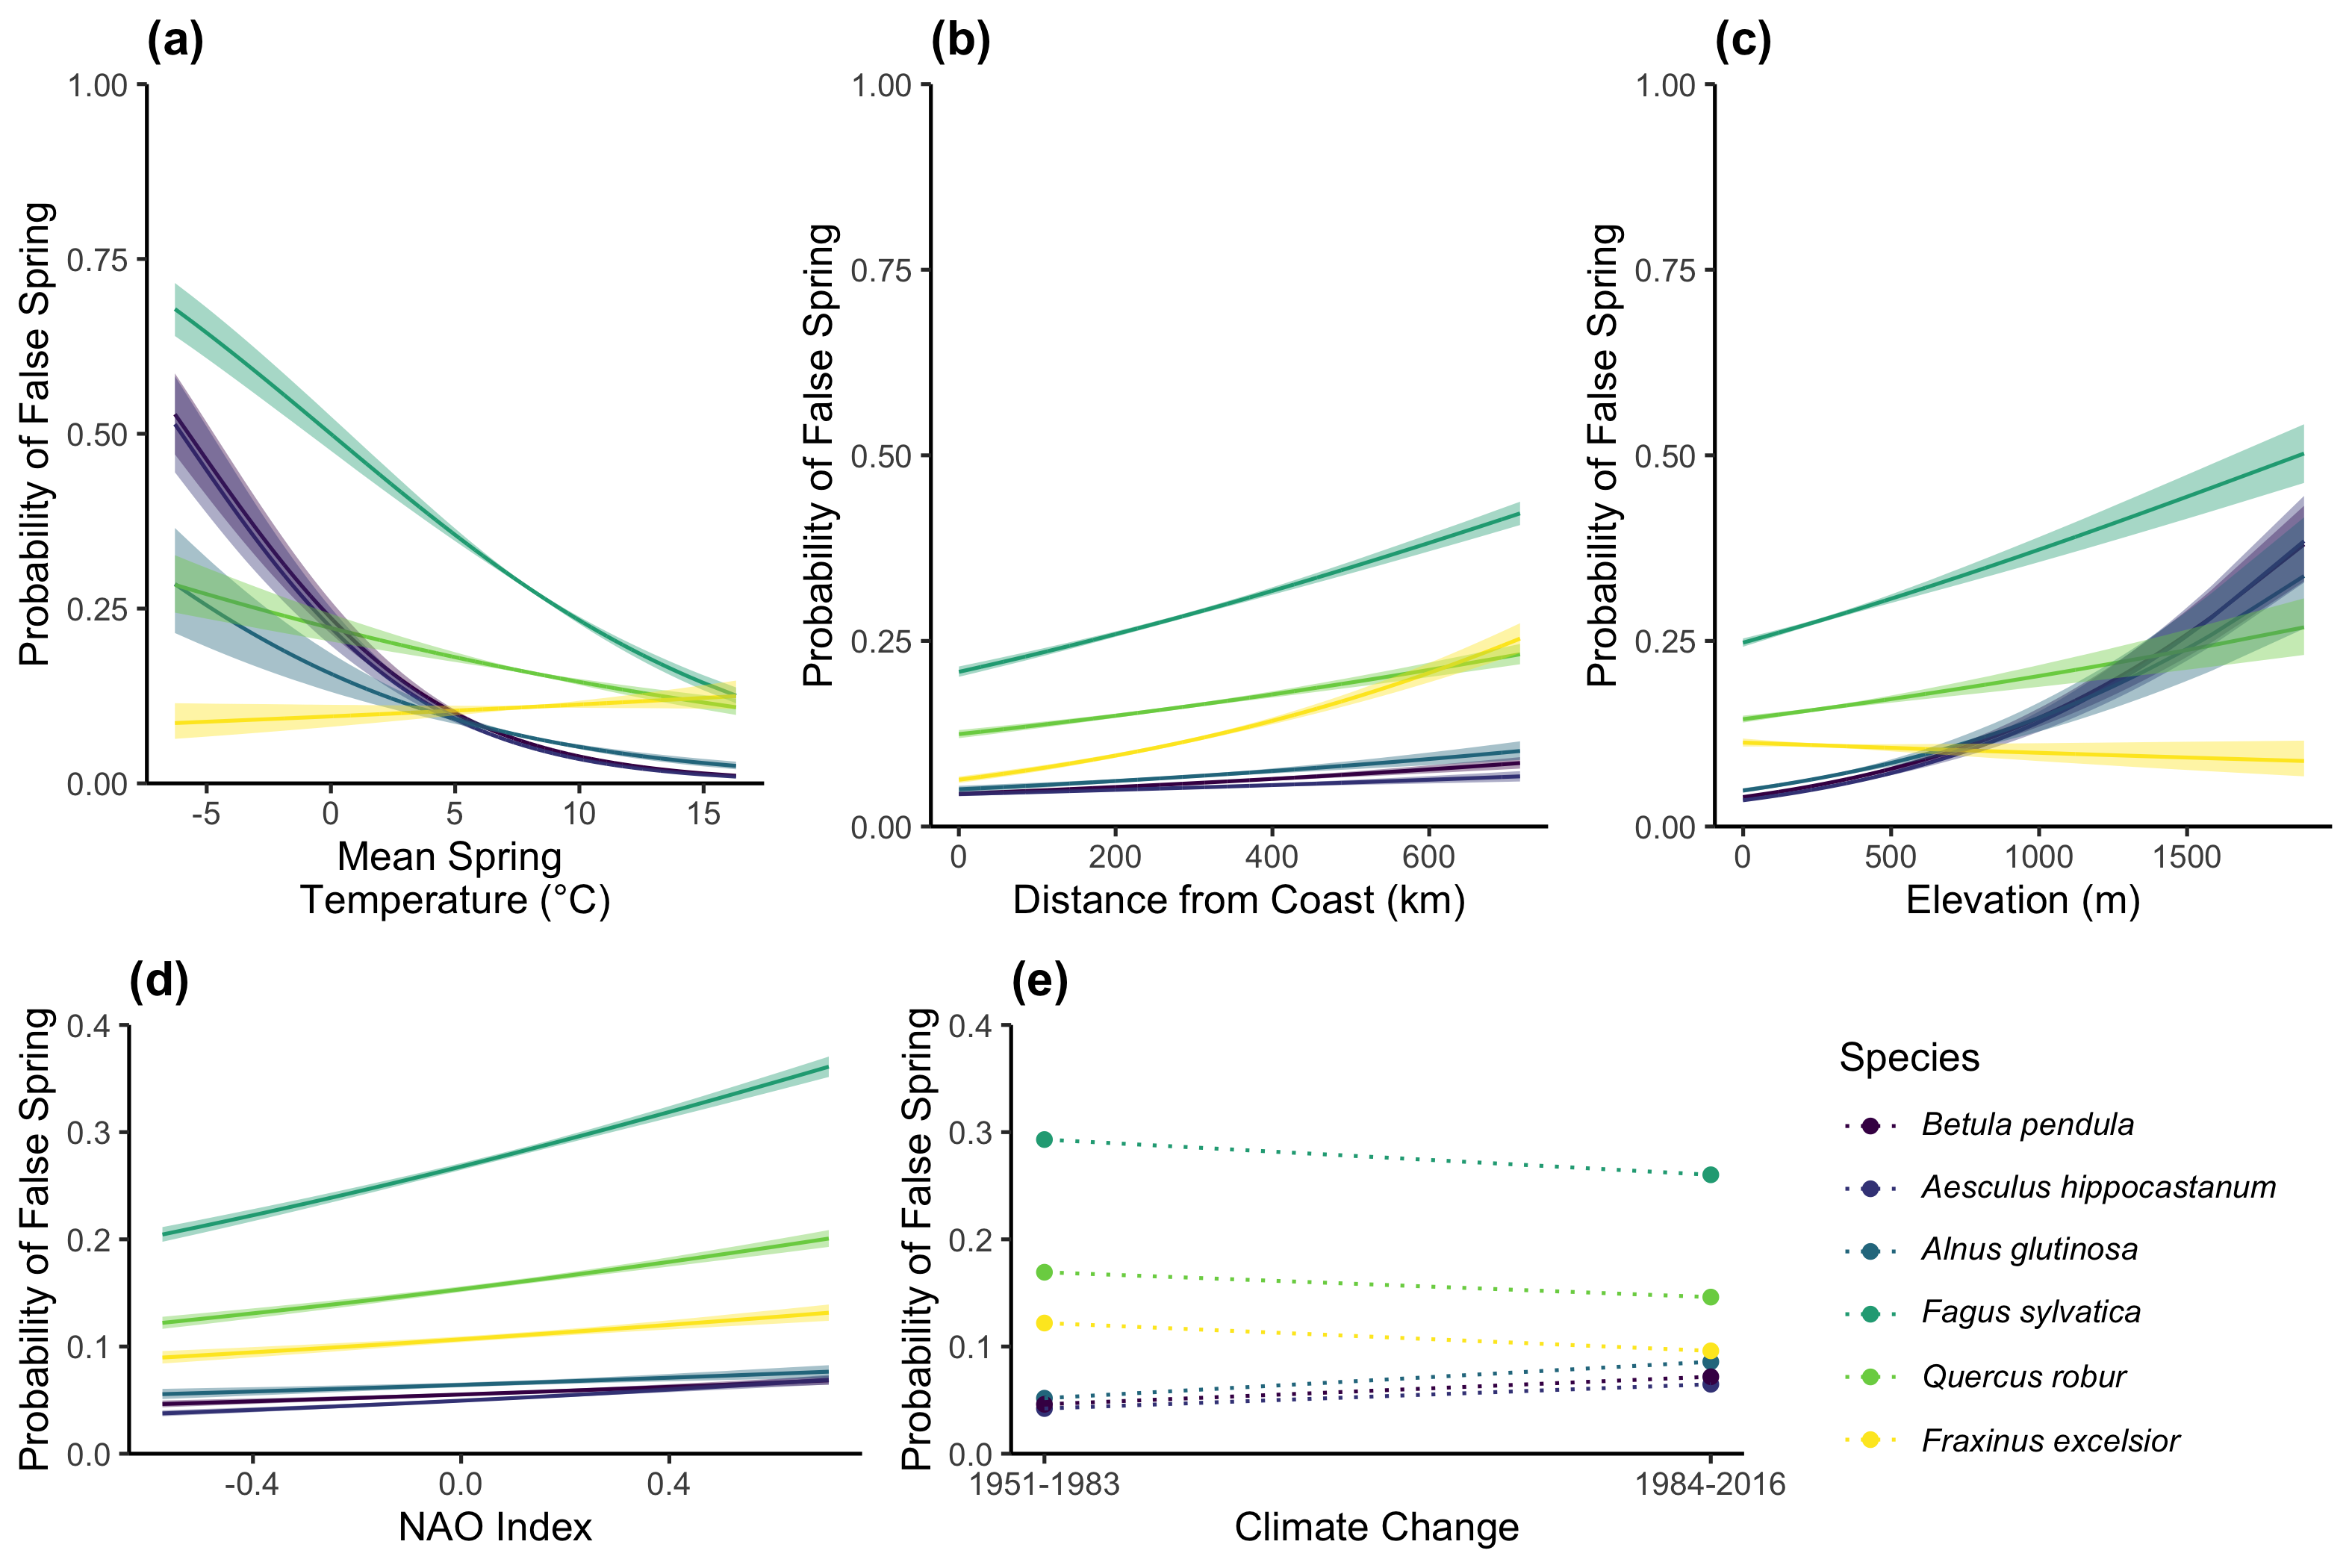 (a)
1.00
0.75
0.50
0.25
0.00
Probability of False Spring
-5 0 5 10 15
Mean Spring
Temperature (°C)
(b)
1.00
0.75
0.50
0.25
0.00
Probability of False Spring
0 200 400 600
Distance from Coast (km)
(c)
1.00
0.75
0.50
0.25
0.00
Probability of False Spring
0 500 1000 1500
Elevation (m)
(d)
0.4
0.3
0.2
0.1
0.0
Probability of False Spring
-0.4 0.0 0.4
NAO Index
(e)
0.4
0.3
0.2
0.1
0.0
Probability of False Spring
1951-1983 1984-2016
Climate Change
Species
Betula pendula
Aesculus hippocastanum
Alnus glutinosa
Fagus sylvatica
Quercus robur
Fraxinus excelsior